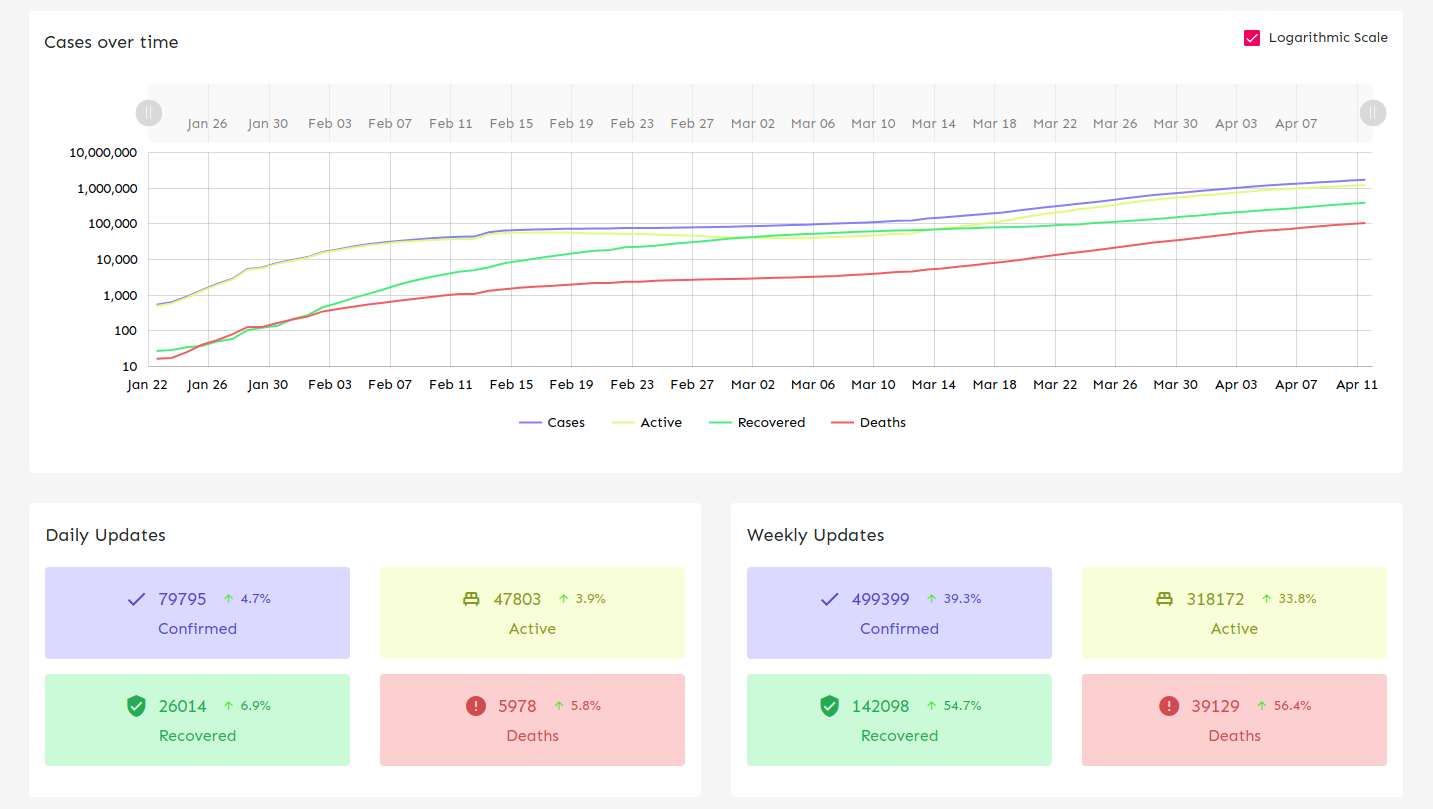 Cases over time
Logarithmic Scale
Jan 26 Jan 30 Feb 03 Feb 07 Feb 11 Feb 15 Feb 19 Feb 23 Feb 27 Mar 02 Mar 06 Mar 10 Mar 14 Mar 18 Mar 22 Mar 26 Mar 30 Apr 03 Apr 07
10,000,000
1,000,000
100,000
10,000
1,000
100
10
Jan 22 Jan 26 Jan 30 Feb 03 Feb 07 Feb 11 Feb 15 Feb 19 Feb 23 Feb 27 Mar 02 Mar 06 Mar 10 Mar 14 Mar 18 Mar 22 Mar 26 Mar 30 Apr 03 Apr 07 Apr 11
Cases Active Recovered Deaths
Daily Updates
79795 ↑ 4.7%
Confirmed
47803 ↑ 3.9%
Active
26014 ↑ 6.9%
Recovered
5978 ↑ 5.8%
Deaths
Weekly Updates
499399 ↑ 39.3%
Confirmed
318172 ↑ 33.8%
Active
142098 ↑ 54.7%
Recovered
39129 ↑ 56.4%
Deaths